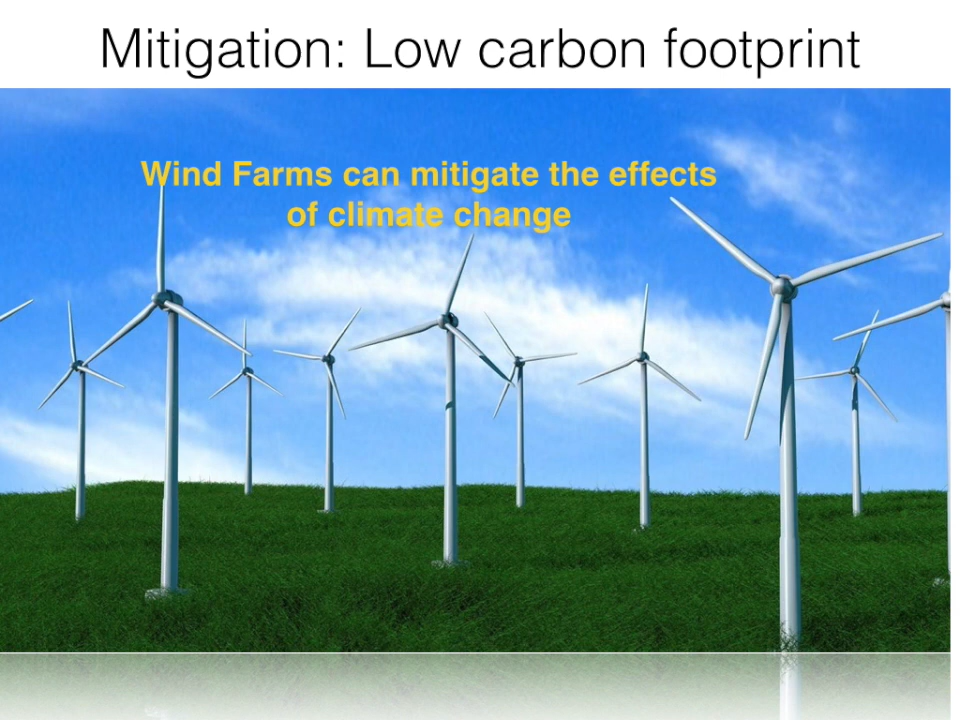 Mitigation: Low carbon footprint
Wind Farms can mitigate the effects
of climate change